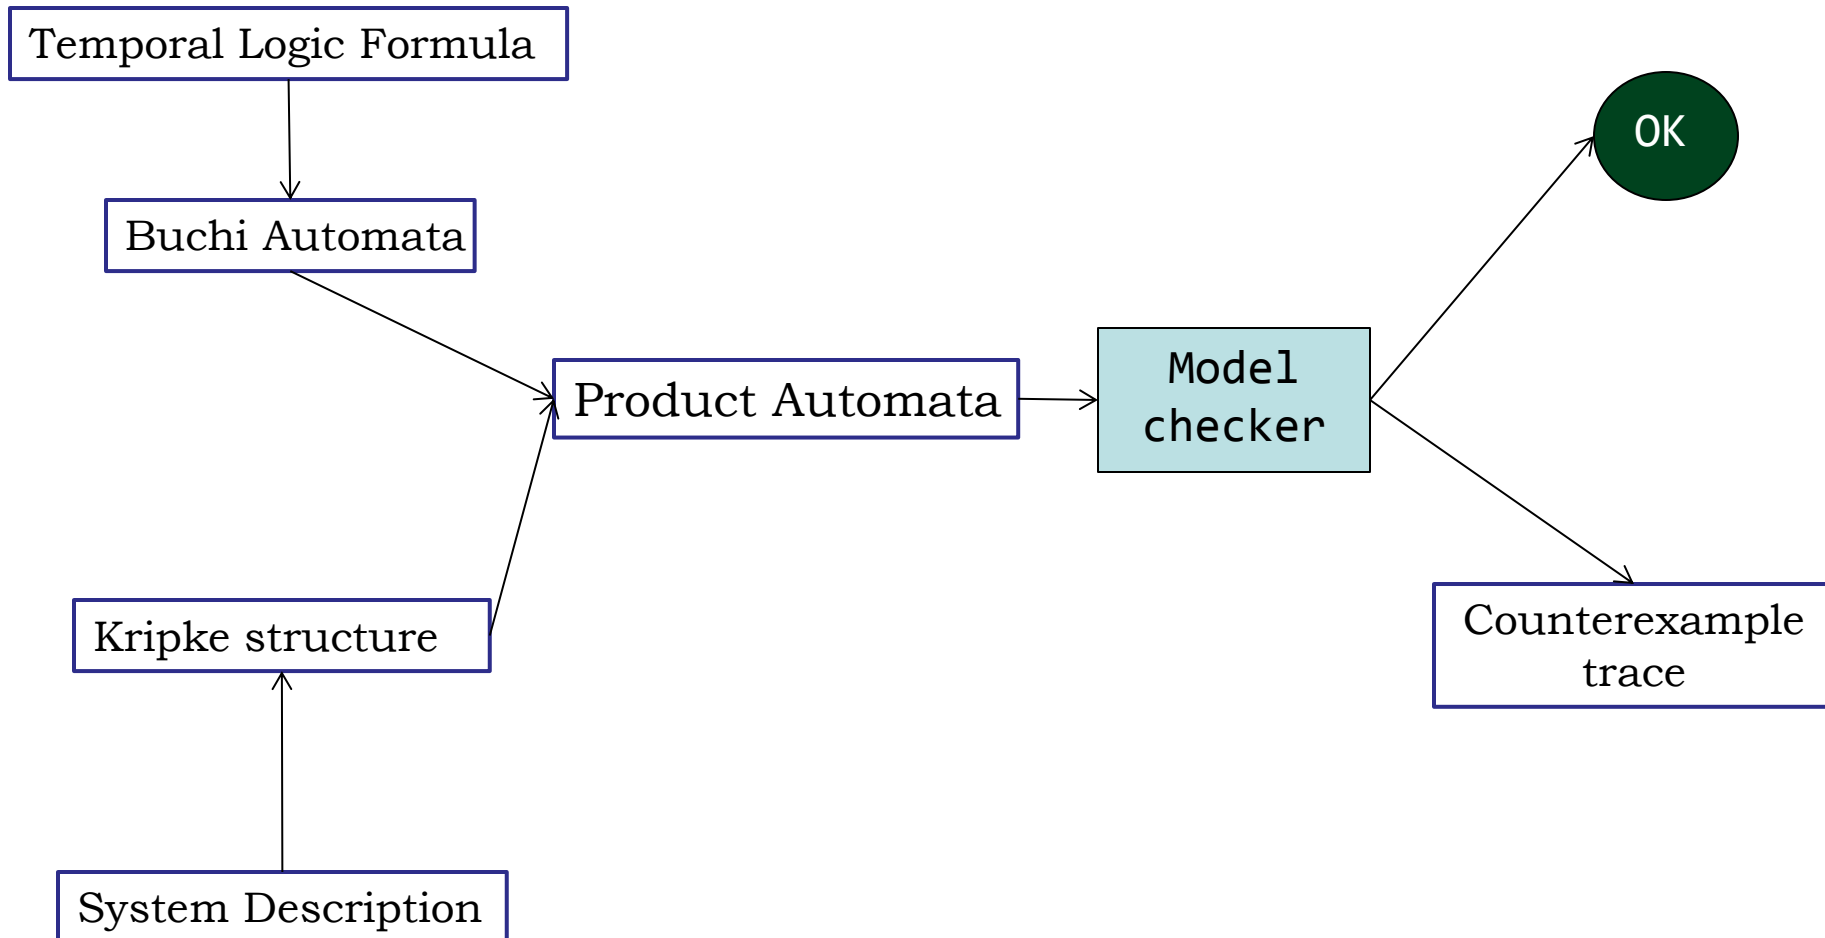 Temporal Logic Formula
OK
Buchi Automata
Product Automata
Model
checker
Kripke structure
Counterexample
trace
System Description